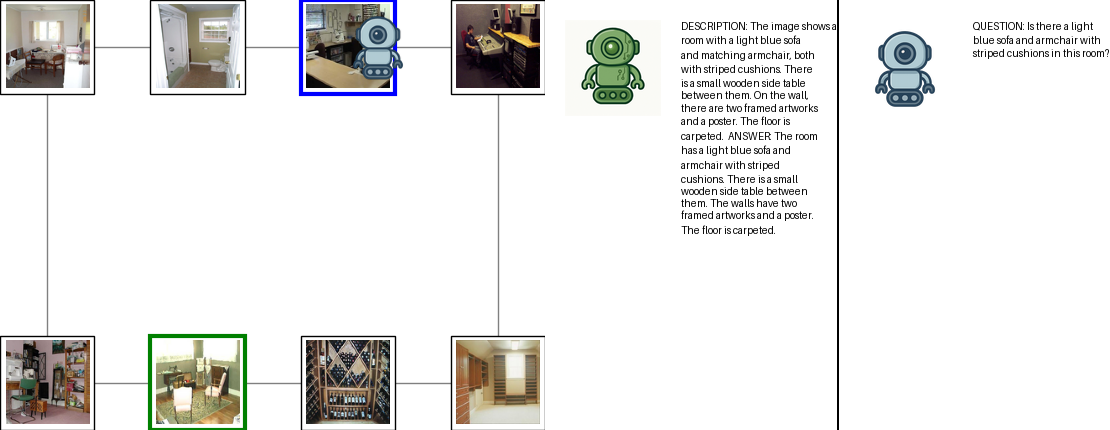 DESCRIPTION: The image shows a
room with a light blue sofa
and matching armchair, both
with striped cushions. There
is a small wooden side table
between them. On the wall,
there are two framed artworks
and a poster. The floor is
carpeted.  ANSWER: The room
has a light blue sofa and
armchair with striped
cushions. There is a small
wooden side table between
them. The walls have two
framed artworks and a poster.
The floor is carpeted.
QUESTION: Is there a light
blue sofa and armchair with
striped cushions in this room?